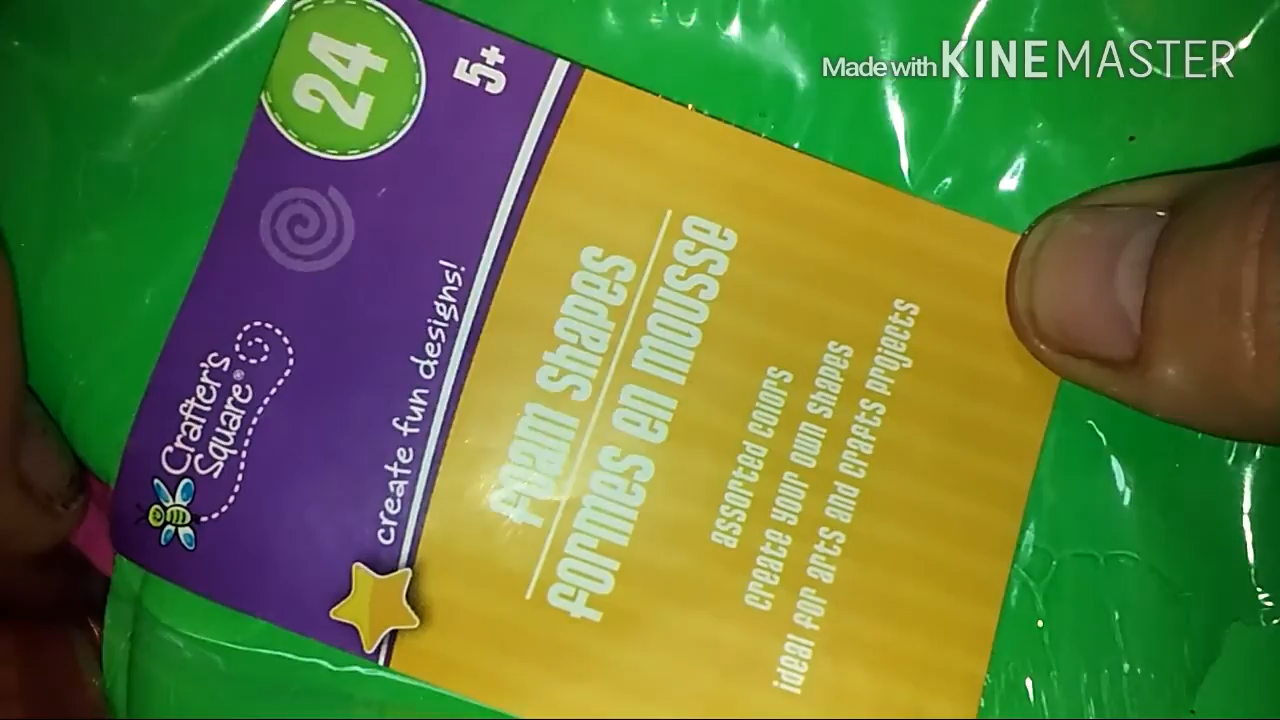 Made with KINEMASTER
24
5+
Crafter's
Square®
create fun designs!
Foam Shapes
formes en mousse
assorted colors
create your own shapes
ideal for arts and crafts projects